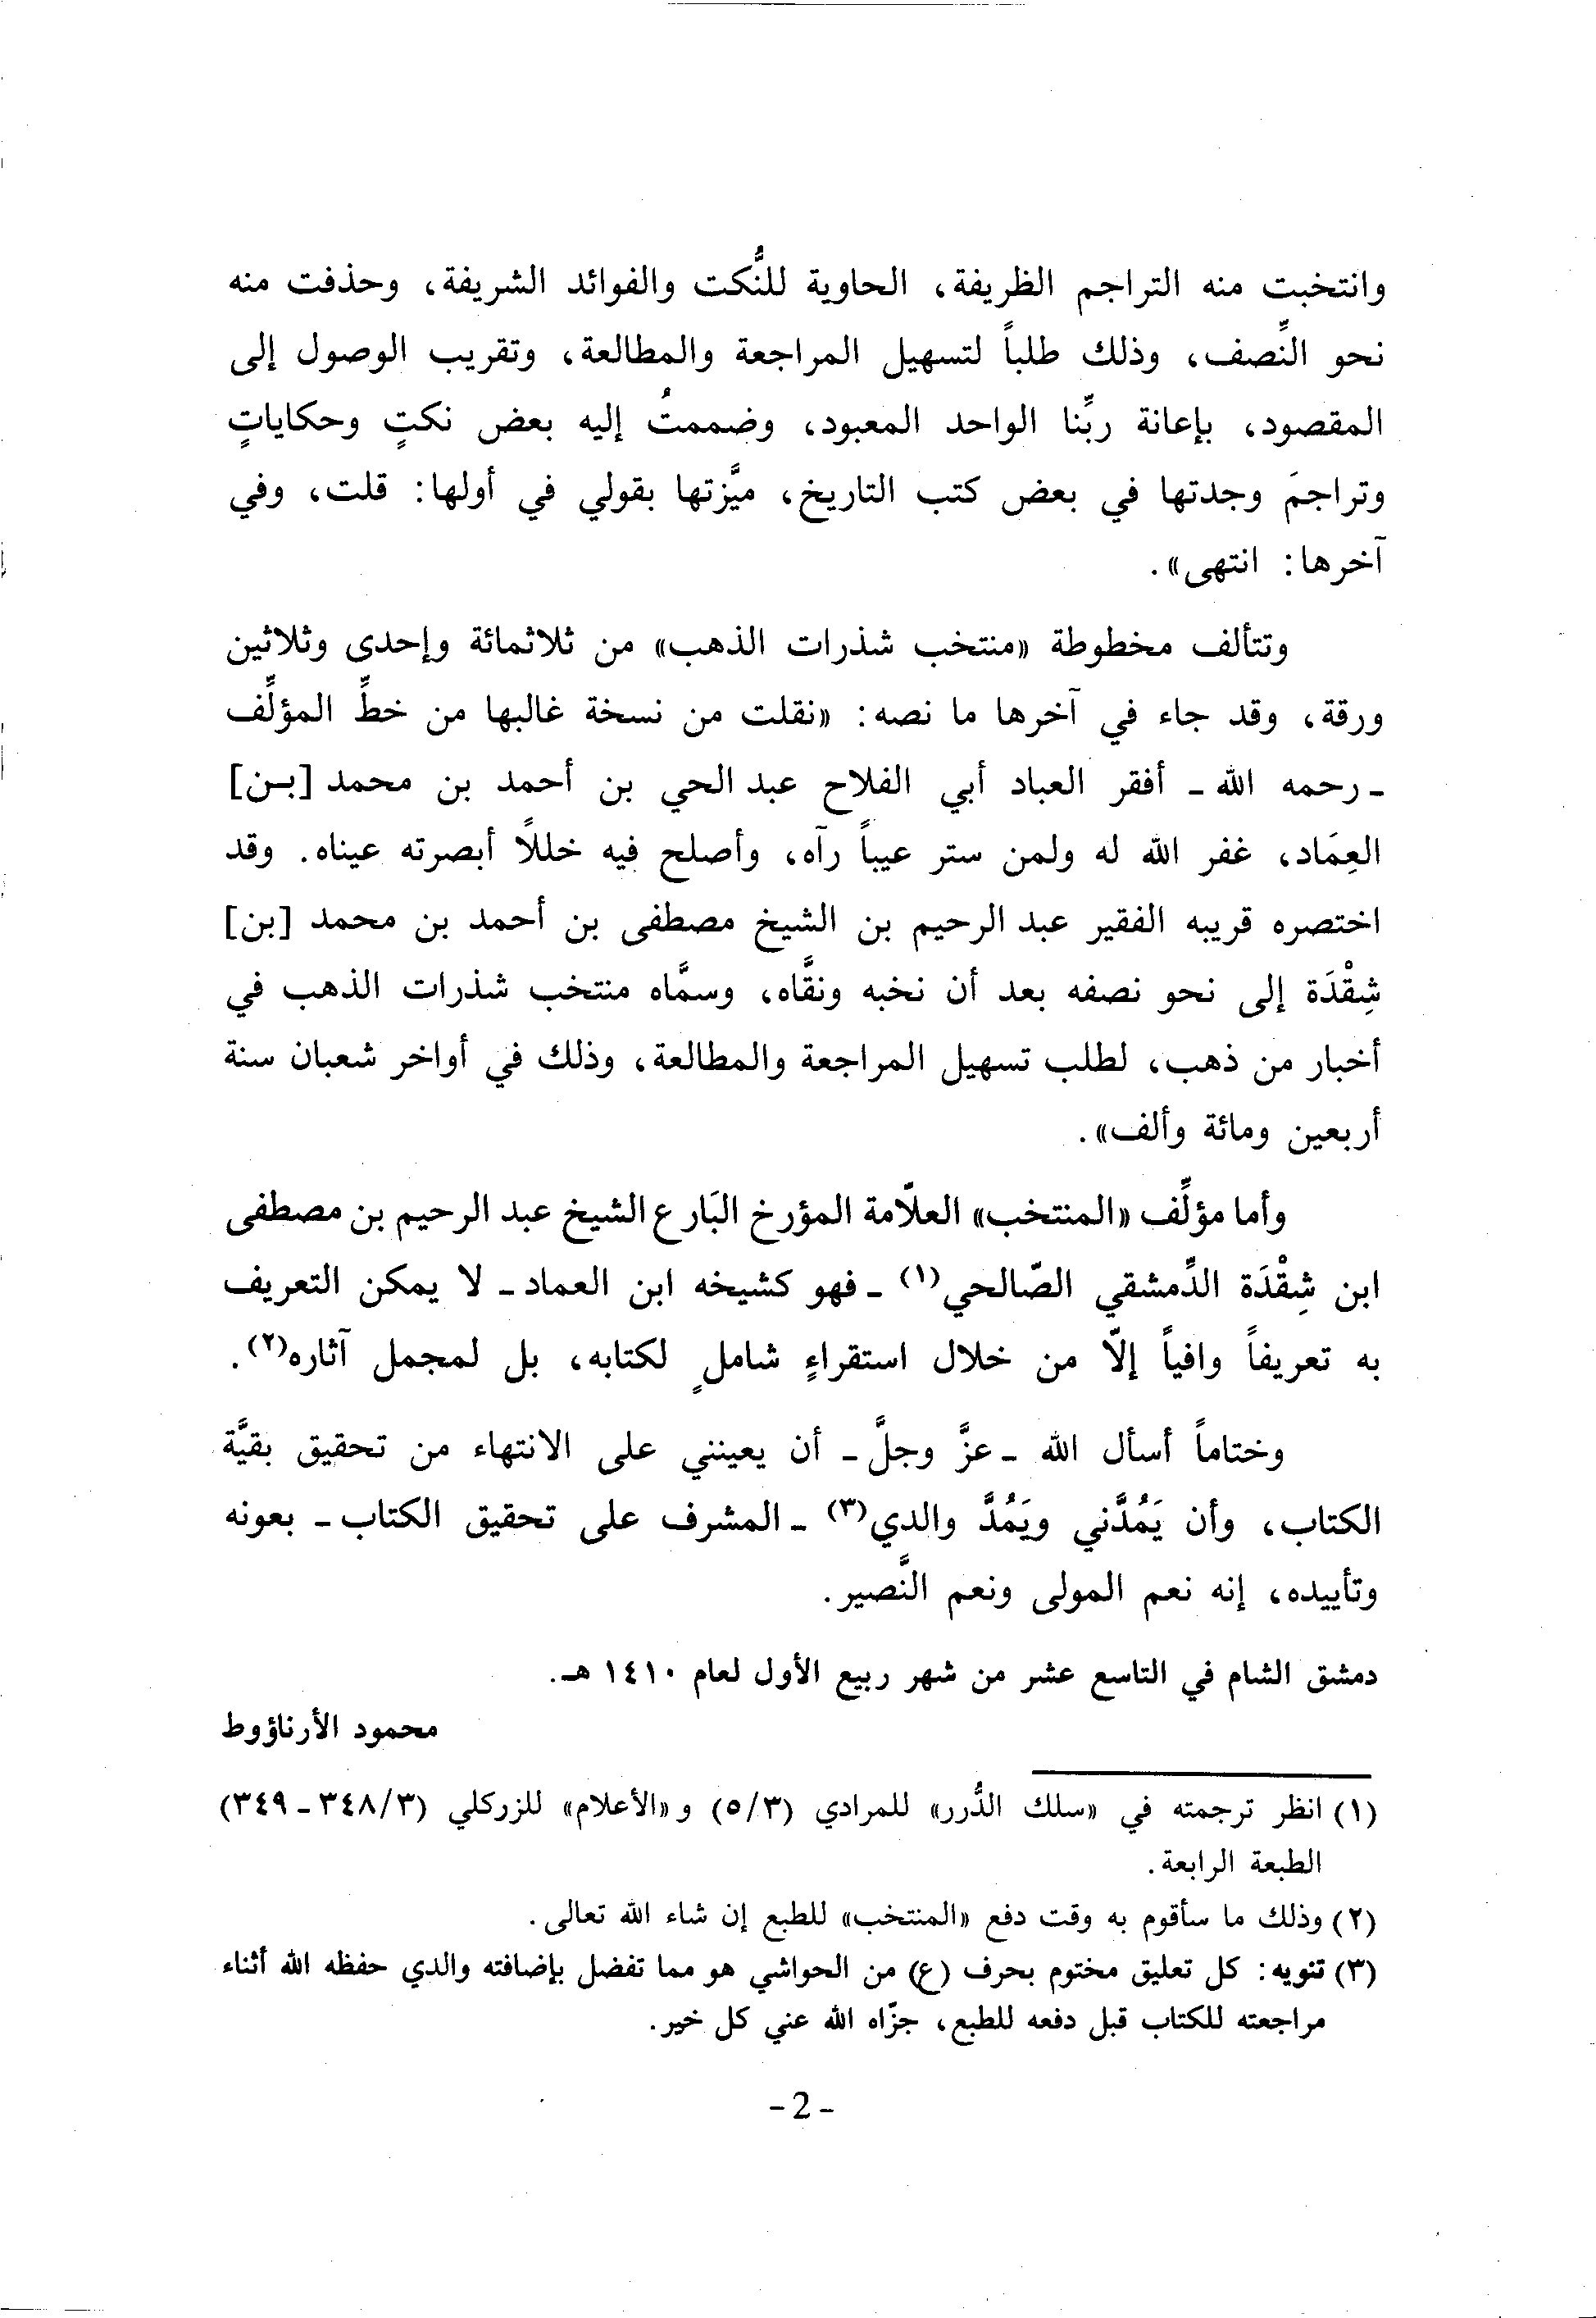 وانتخبت منه التراجم الظريفة، الحاوية للنُّكت والفوائد الشريفة، وحذفت منه
نحو النِّصف، وذلك طلباً لتسهيل المراجعة والمطالعة، وتقريب الوصول إلى
المقصود، بإعانة ربِّنا الواحد المعبود، وضممتُ إليه بعض نكتٍ وحكاياتٍ
وتراجمَ وجدتها في بعض كتب التاريخ، ميَّزتها بقولي في أولها: قلت، وفي
آخرها: انتهى».
وتتألف مخطوطة «منتخب شذرات الذهب» من ثلاثمائة وإحدى وثلاثين
ورقة، وقد جاء في آخرها ما نصه: «نقلت من نسخة غالبها من خطِّ المؤلِّف
ـ رحمه الله ـ أفقر العباد أبي الفلاح عبد الحي بن أحمد بن محمد [بـن]
العِمَاد، غفر الله له ولمن ستر عيباً رآه، وأصلح فيه خللاً أبصرته عيناه. وقد
اختصره قريبه الفقير عبد الرحيم بن الشيخ مصطفى بن أحمد بن محمد [بن]
شِقْدَة إلى نحو نصفه بعد أن نخبه ونقَّاه، وسمَّاه منتخب شذرات الذهب في
أخبار من ذهب، لطلب تسهيل المراجعة والمطالعة، وذلك في أواخر شعبان سنة
أربعين ومائة وألف».
وأما مؤلِّف «المنتخب» العلاّمة المؤرخ البَارع الشيخ عبد الرحيم بن مصطفى
ابن شِقْدَة الدِّمشقي الصّالحي(١) ـ فهو كشيخه ابن العماد ـ لا يمكن التعريف
به تعريفاً وافياً إلاّ من خلال استقراءٍ شاملٍ لكتابه، بل لمجمل آثاره(٢).
وختاماً أسأل الله ـ عزَّ وجلَّ ـ أن يعينني على الانتهاء من تحقيق بقيَّة
الكتاب، وأن يَمُدَّني ويَمُدَّ والدي(٣) ـ المشرف على تحقيق الكتاب ـ بعونه
وتأييده، إنه نعم المولى ونعم النَّصير.
دمشق الشام في التاسع عشر من شهر ربيع الأول لعام ١٤١٠ هـ.
محمود الأرناؤوط
(١) انظر ترجمته في «سلك الدُّرر» للمرادي (٥/٣) و«الأعلام» للزركلي (٣٤٨/٣ ـ ٣٤٩)
الطبعة الرابعة.
(٢) وذلك ما سأقوم به وقت دفع «المنتخب» للطبع إن شاء الله تعالى.
(٣) تنويه: كل تعليق مختوم بحرف (ع) من الحواشي هو مما تفضل بإضافته والدي حفظه الله أثناء
مراجعته للكتاب قبل دفعه للطبع، جزّاه الله عني كل خير.
- 2 -